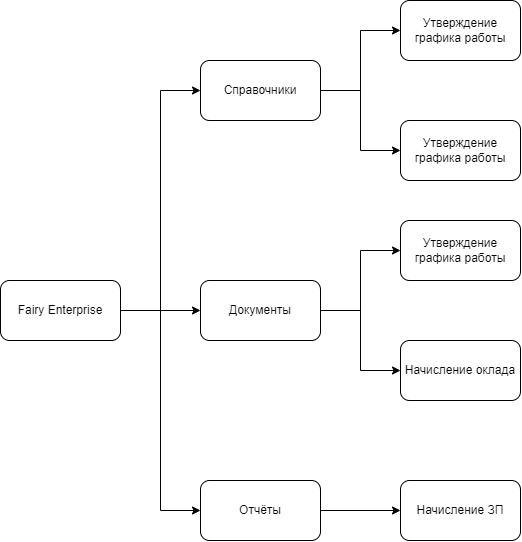 Утверждение
графика работы
Справочники
Утверждение
графика работы
Утверждение
графика работы
Fairy Enterprise
Документы
Начисление оклада
Отчёты
Начисление ЗП